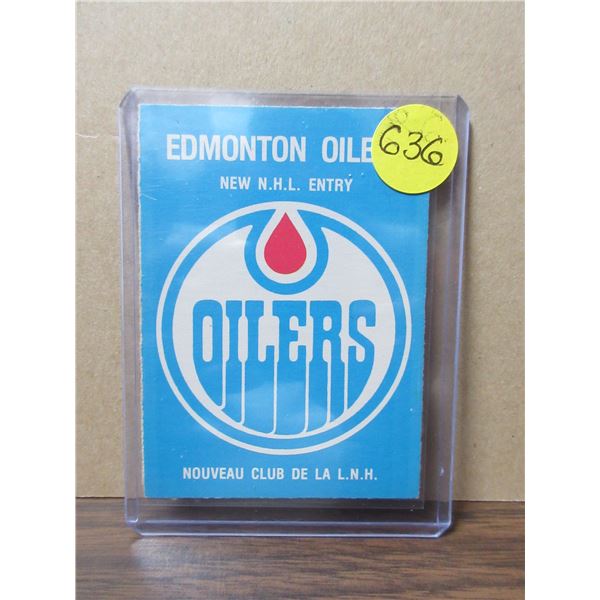 EDMONTON OILE
636
NEW N.H.L. ENTRY
OILERS
NOUVEAU CLUB DE LA L.N.H.